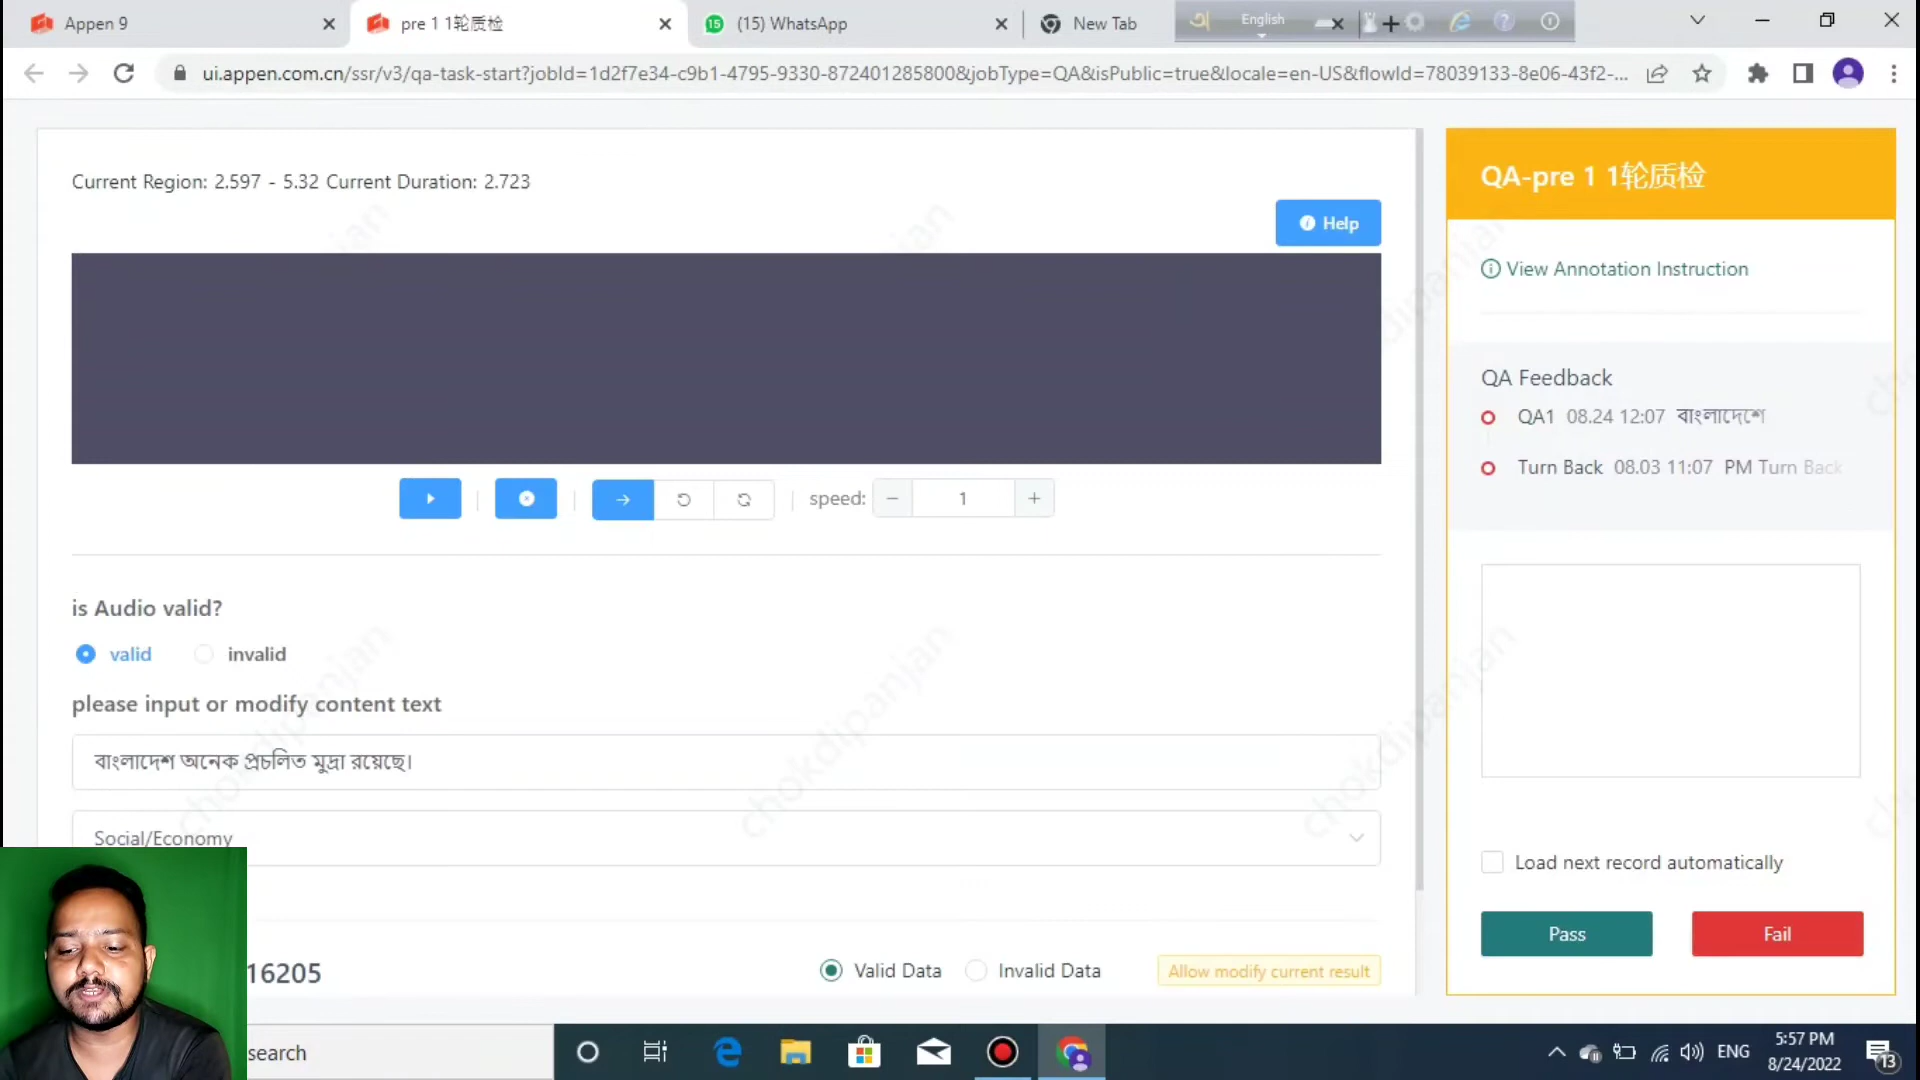 Appen 9
pre 1 1轮质检
(15) WhatsApp
New Tab
English
ui.appen.com.cn/ssr/v3/qa-task-start?jobId=1d2f7e34-c9b1-4795-9330-872401285800&jobType=QA&isPublic=true&locale=en-US&flowId=78039133-8e06-43f2-...
Current Region: 2.597 - 5.32 Current Duration: 2.723
Help
speed:
1
is Audio valid?
valid
invalid
please input or modify content text
বাংলাদেশ অনেক প্রচলিত মুদ্রা রয়েছে।
Social/Economy
16205
Valid Data
Invalid Data
Allow modify current result
QA-pre 1 1轮质检
View Annotation Instruction
QA Feedback
QA1 08.24 12:07 বাংলাদেশে
Turn Back 08.03 11:07 PM Turn Back
Load next record automatically
Pass
Fail
chokdipanjan
chokdipanjan
chokdipanjan
search
ENG
5:57 PM
8/24/2022
13